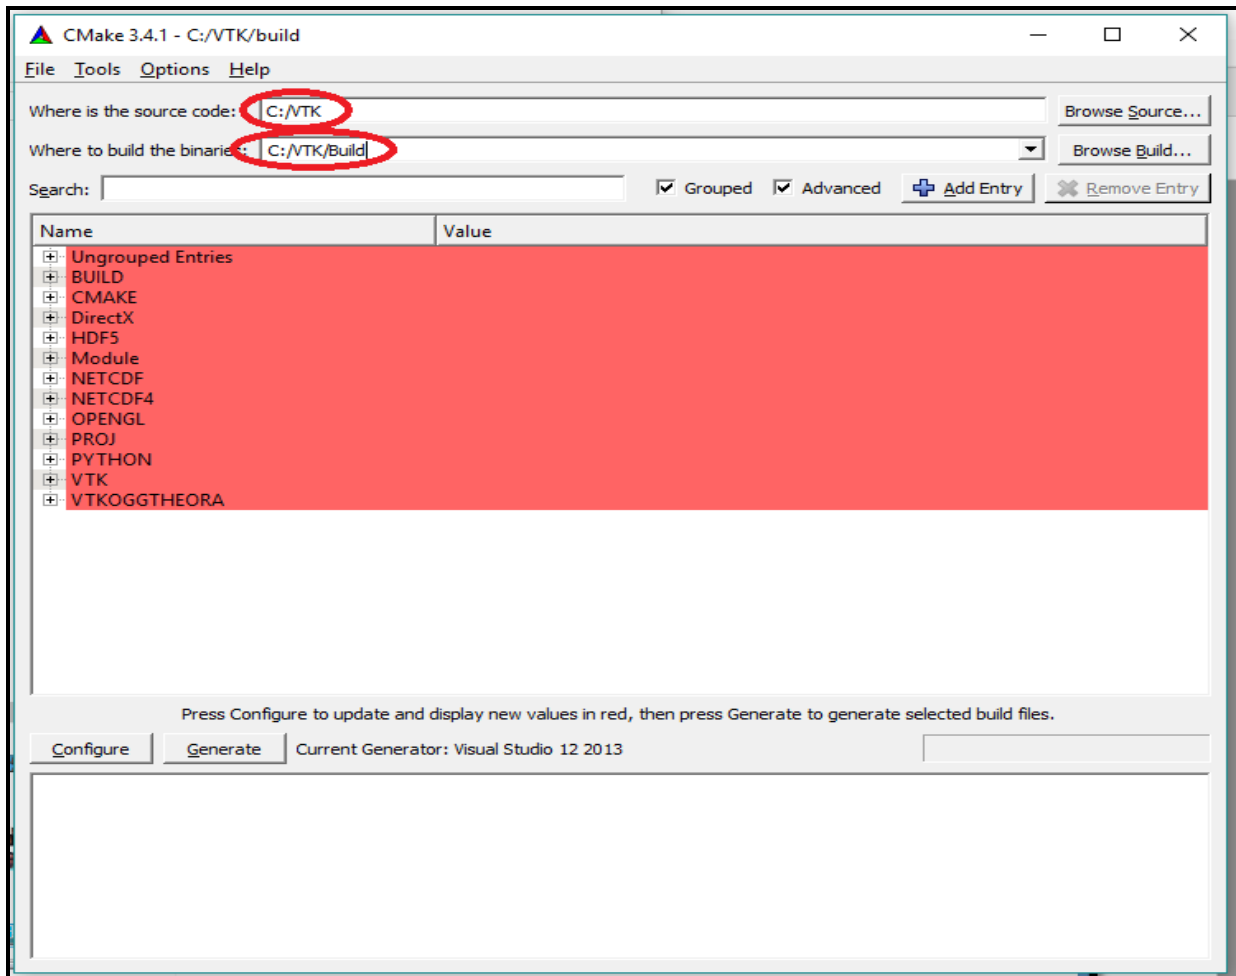 CMake 3.4.1 - C:/VTK/build
File Tools Options Help
Where is the source code: C:/VTK Browse Source...
Where to build the binaries: C:/VTK/Build Browse Build...
Search: Grouped Advanced Add Entry Remove Entry
Name Value
Ungrouped Entries
BUILD
CMAKE
DirectX
HDF5
Module
NETCDF
NETCDF4
OPENGL
PROJ
PYTHON
VTK
VTKOGGTHEORA
Press Configure to update and display new values in red, then press Generate to generate selected build files.
Configure Generate Current Generator: Visual Studio 12 2013